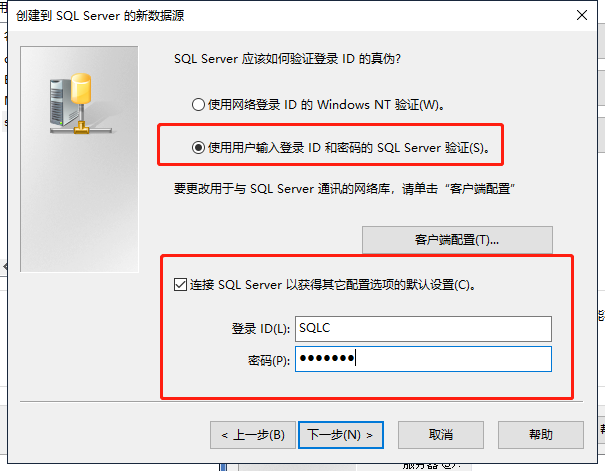 创建到 SQL Server 的新数据源
SQL Server 应该如何验证登录 ID 的真伪?
使用网络登录 ID 的 Windows NT 验证(W)。
使用用户输入登录 ID 和密码的 SQL Server 验证(S)。
要更改用于与 SQL Server 通讯的网络库，请单击“客户端配置”
客户端配置(T)...
连接 SQL Server 以获得其它配置选项的默认设置(C)。
登录 ID(L): SQLC
密码(P): ●●●●●●●
< 上一步(B) 下一步(N) > 取消 帮助